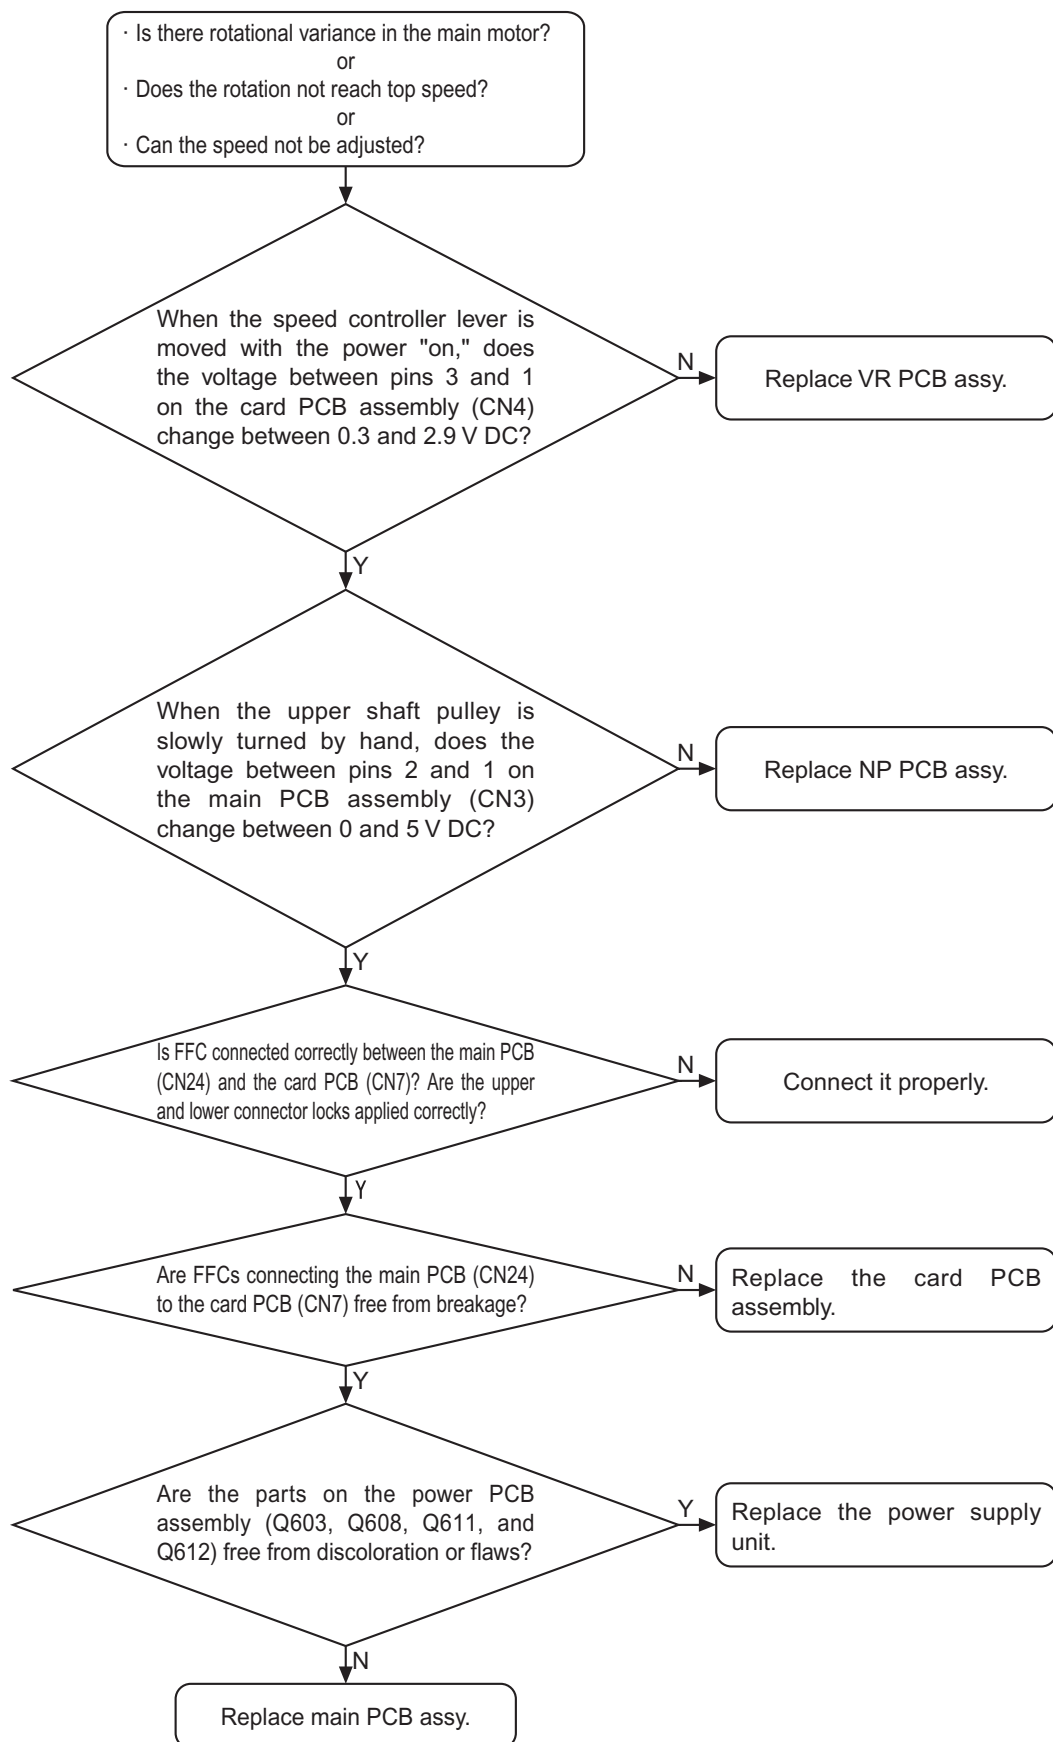 · Is there rotational variance in the main motor?
or
· Does the rotation not reach top speed?
or
· Can the speed not be adjusted?
When the speed controller lever is
moved with the power "on," does
the voltage between pins 3 and 1
on the card PCB assembly (CN4)
change between 0.3 and 2.9 V DC?
N
Replace VR PCB assy.
Y
When the upper shaft pulley is
slowly turned by hand, does the
voltage between pins 2 and 1 on
the main PCB assembly (CN3)
change between 0 and 5 V DC?
N
Replace NP PCB assy.
Y
Is FFC connected correctly between the main PCB
(CN24) and the card PCB (CN7)? Are the upper
and lower connector locks applied correctly?
N
Connect it properly.
Y
Are FFCs connecting the main PCB (CN24)
to the card PCB (CN7) free from breakage?
N
Replace the card PCB
assembly.
Y
Are the parts on the power PCB
assembly (Q603, Q608, Q611, and
Q612) free from discoloration or flaws?
Y
Replace the power supply
unit.
N
Replace main PCB assy.